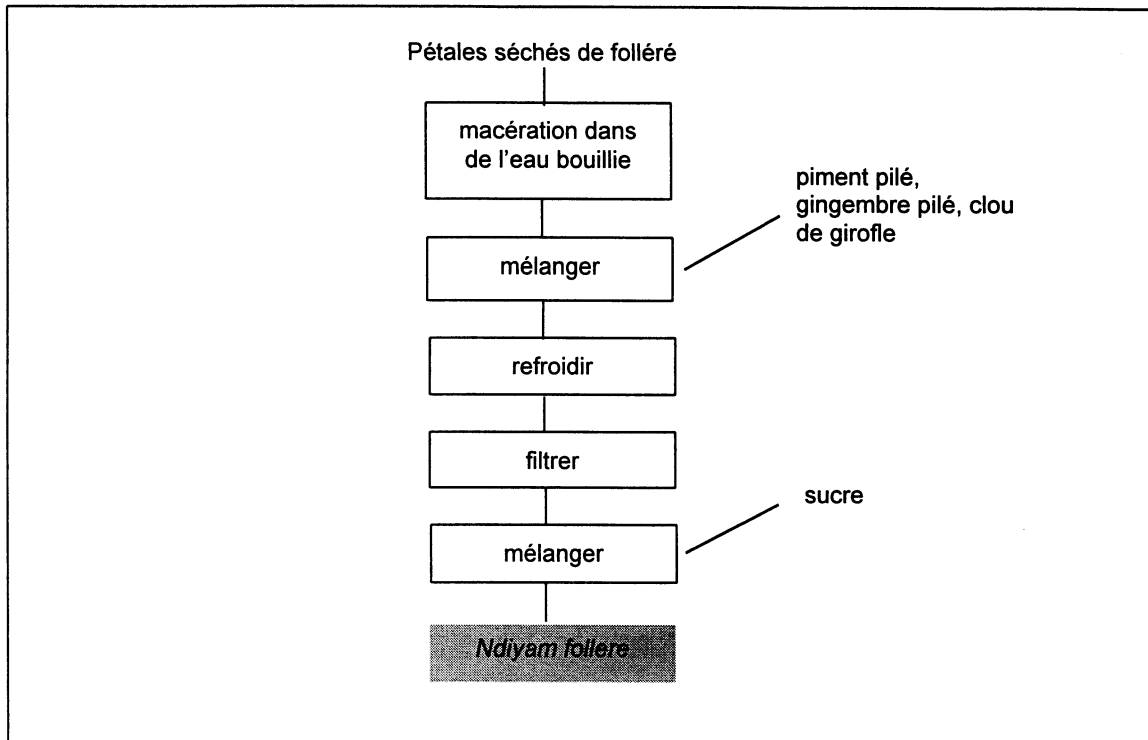 Pétales séchés de folléré
macération dans
de l'eau bouillie
piment pilé,
gingembre pilé, clou
de girofle
mélanger
refroidir
filtrer
sucre
mélanger
Ndiyam follere